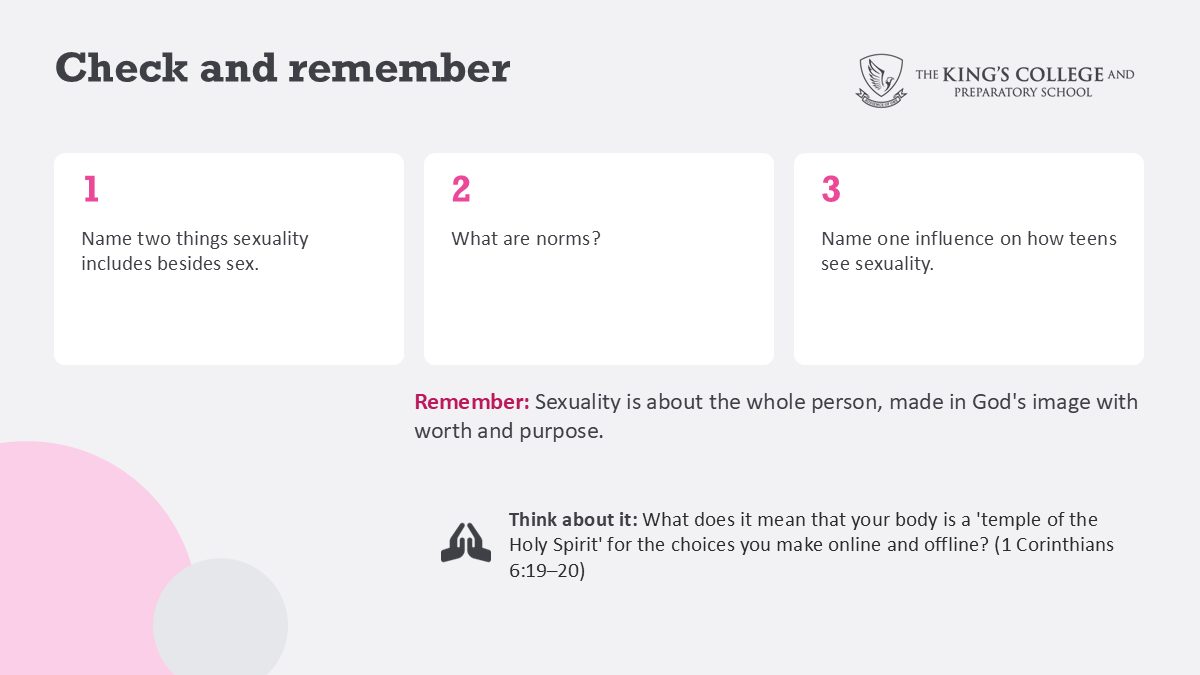 Check and remember
THE KING'S COLLEGE AND
PREPARATORY SCHOOL
1
Name two things sexuality
includes besides sex.
2
What are norms?
3
Name one influence on how teens
see sexuality.
Remember: Sexuality is about the whole person, made in God's image with
worth and purpose.
Think about it: What does it mean that your body is a 'temple of the
Holy Spirit' for the choices you make online and offline? (1 Corinthians
6:19–20)